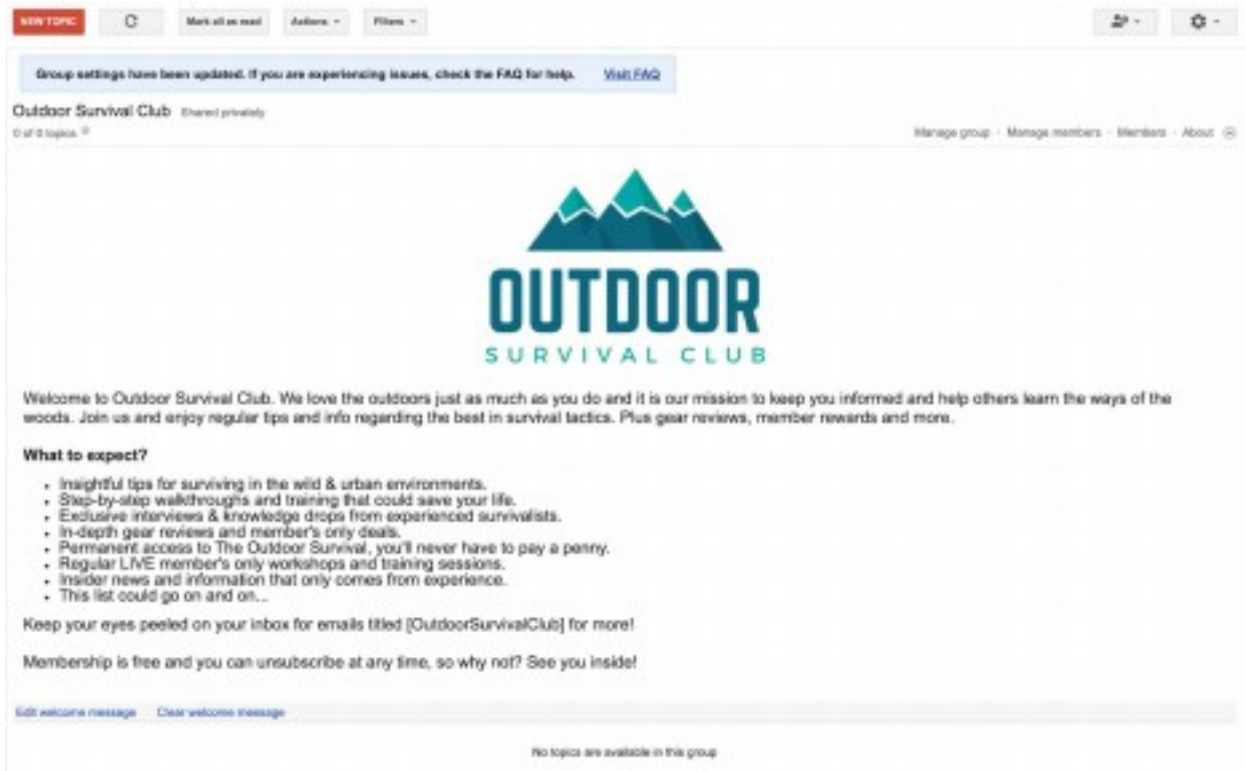 NEW TOPIC
Mark all as read
Actions
Filters
Group settings have been updated. If you are experiencing issues, check the FAQ for help. Visit FAQ
Outdoor Survival Club Shared privately
0 of 0 topics
Manage group · Manage members · Members · About
OUTDOOR
SURVIVAL CLUB
Welcome to Outdoor Survival Club. We love the outdoors just as much as you do and it is our mission to keep you informed and help others learn the ways of the
woods. Join us and enjoy regular tips and info regarding the best in survival tactics. Plus gear reviews, member rewards and more.
What to expect?
• Insightful tips for surviving in the wild & urban environments.
• Step-by-step walkthroughs and training that could save your life.
• Exclusive interviews & knowledge drops from experienced survivalists.
• In-depth gear reviews and member's only deals.
• Permanent access to The Outdoor Survival, you'll never have to pay a penny.
• Regular LIVE member's only workshops and training sessions.
• Insider news and information that only comes from experience.
• This list could go on and on...
Keep your eyes peeled on your inbox for emails titled [OutdoorSurvivalClub] for more!
Membership is free and you can unsubscribe at any time, so why not? See you inside!
Edit welcome message Clear welcome message
No topics are available in this group